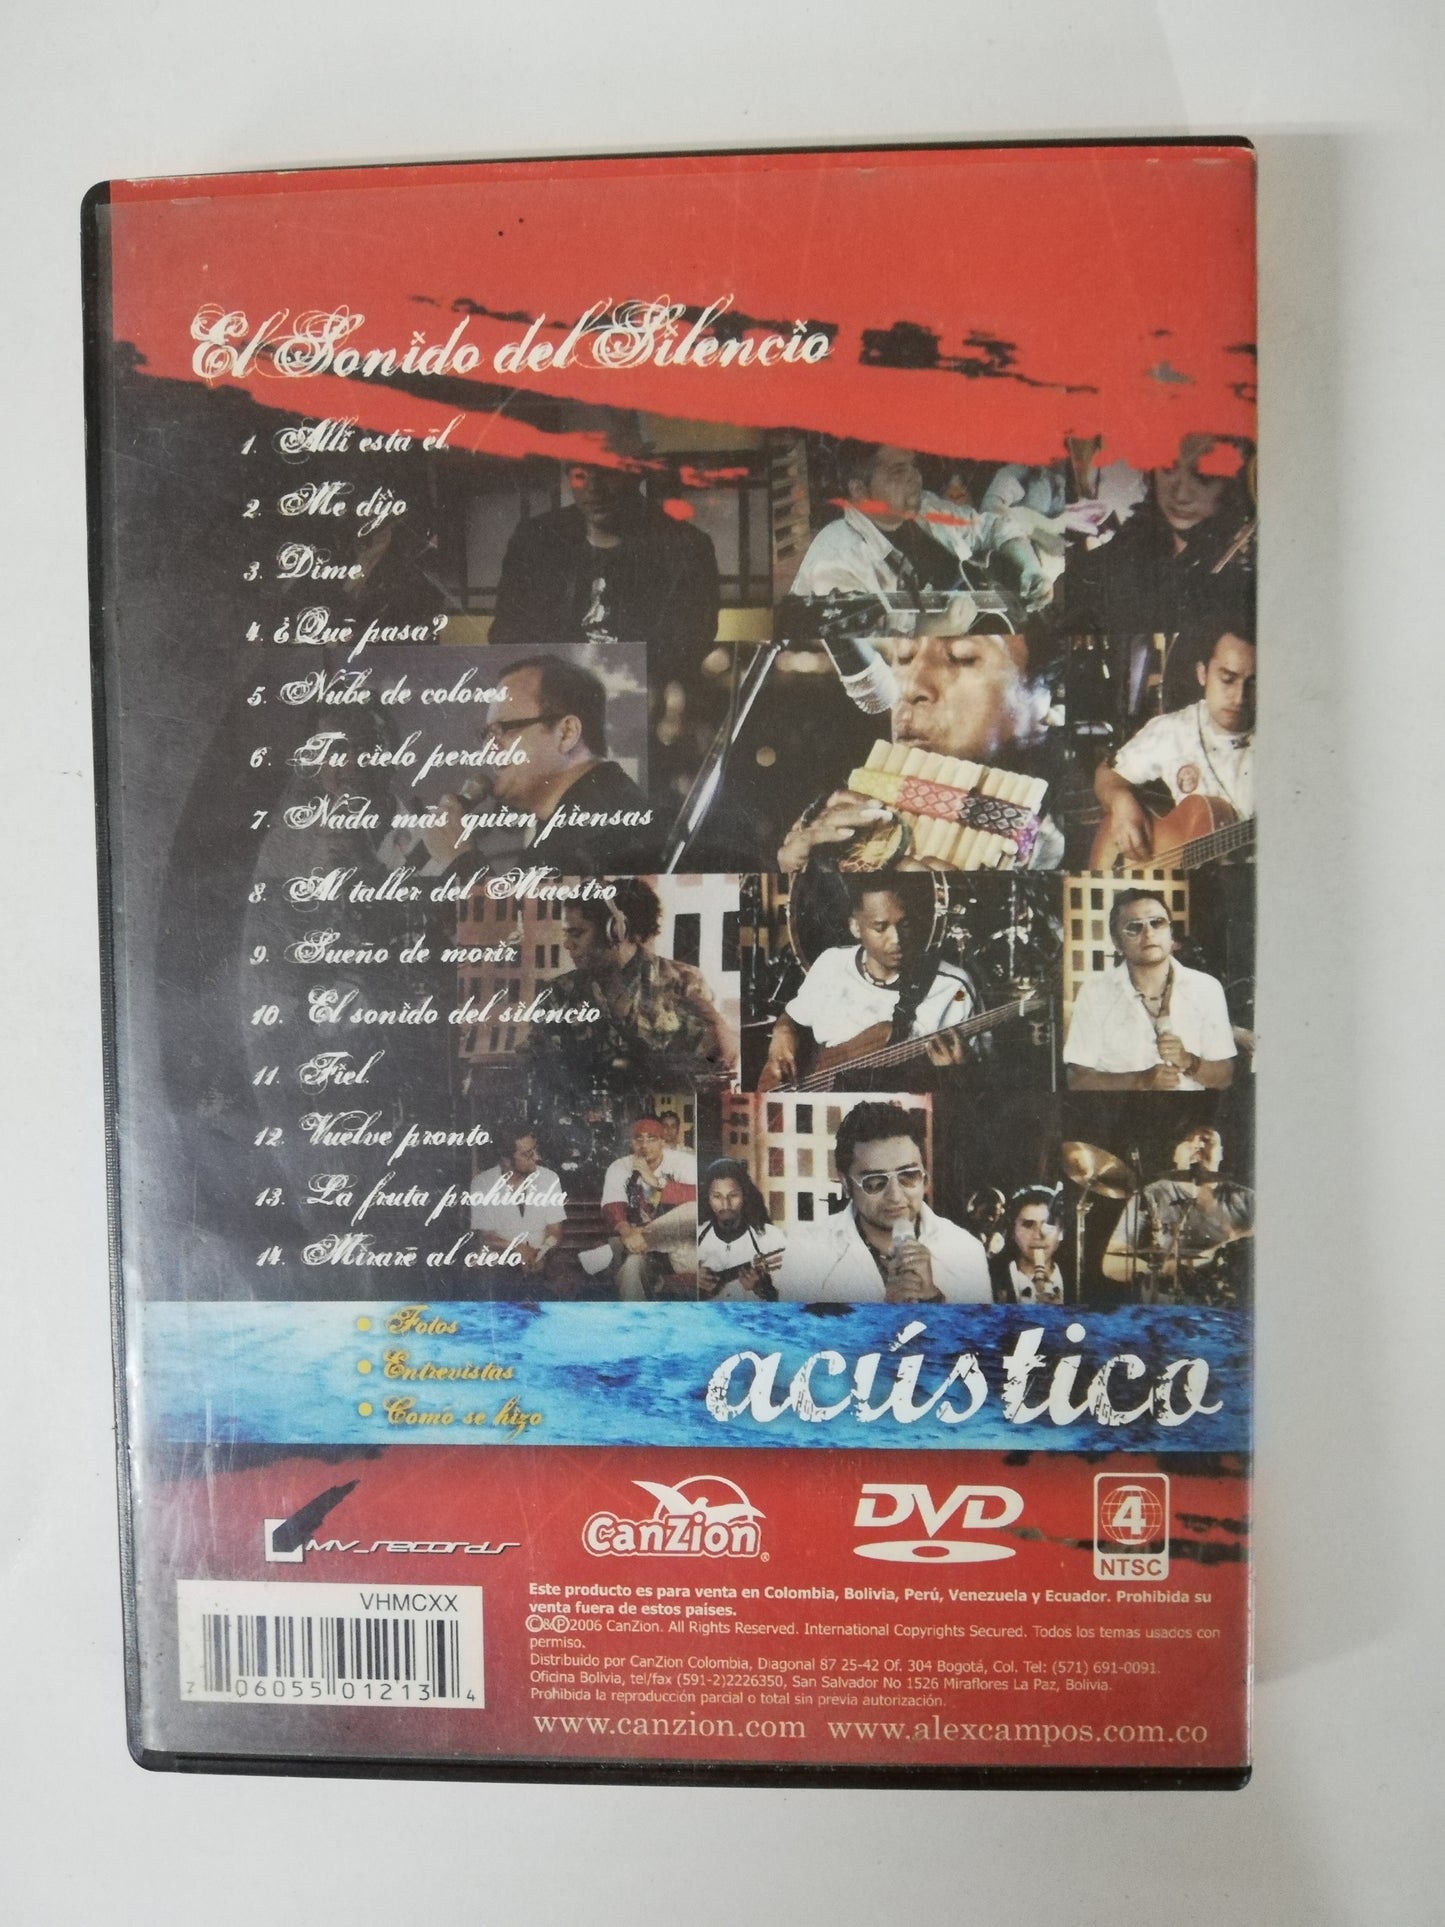 El Sonido del Silencio
1. Allí está él
2. Me dijo
3. Dime
4. ¿Qué pasa?
5. Nube de colores
6. Tu cielo perdido
7. Nada más quien piensas
8. Al taller del Maestro
9. Sueño de morir
10. El sonido del silencio
11. Fiel
12. Vuelve pronto
13. La fruta prohibida
14. Miraré al cielo
• Fotos
• Entrevistas
• Comó se hizo
acústico
MV_records
CanZion®
DVD
4
NTSC
VHMCXX
7 06055 01213 4
Este producto es para venta en Colombia, Bolivia, Perú, Venezuela y Ecuador. Prohibida su
venta fuera de estos países.
©&℗2006 CanZion. All Rights Reserved. International Copyrights Secured. Todos los temas usados con
permiso.
Distribuido por CanZion Colombia, Diagonal 87 25-42 Of. 304 Bogotá, Col. Tel: (571) 691-0091.
Oficina Bolivia, tel/fax (591-2)2226350, San Salvador No 1526 Miraflores La Paz, Bolivia.
Prohibida la reproducción parcial o total sin previa autorización.
www.canzion.com www.alexcampos.com.co